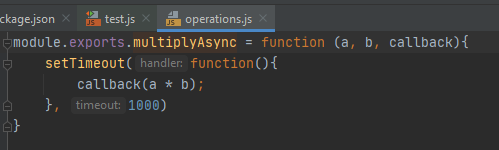 ckage.json test.js operations.js
module.exports.multiplyAsync = function (a, b, callback){
setTimeout( handler: function(){
callback(a * b);
}, timeout: 1000)
}